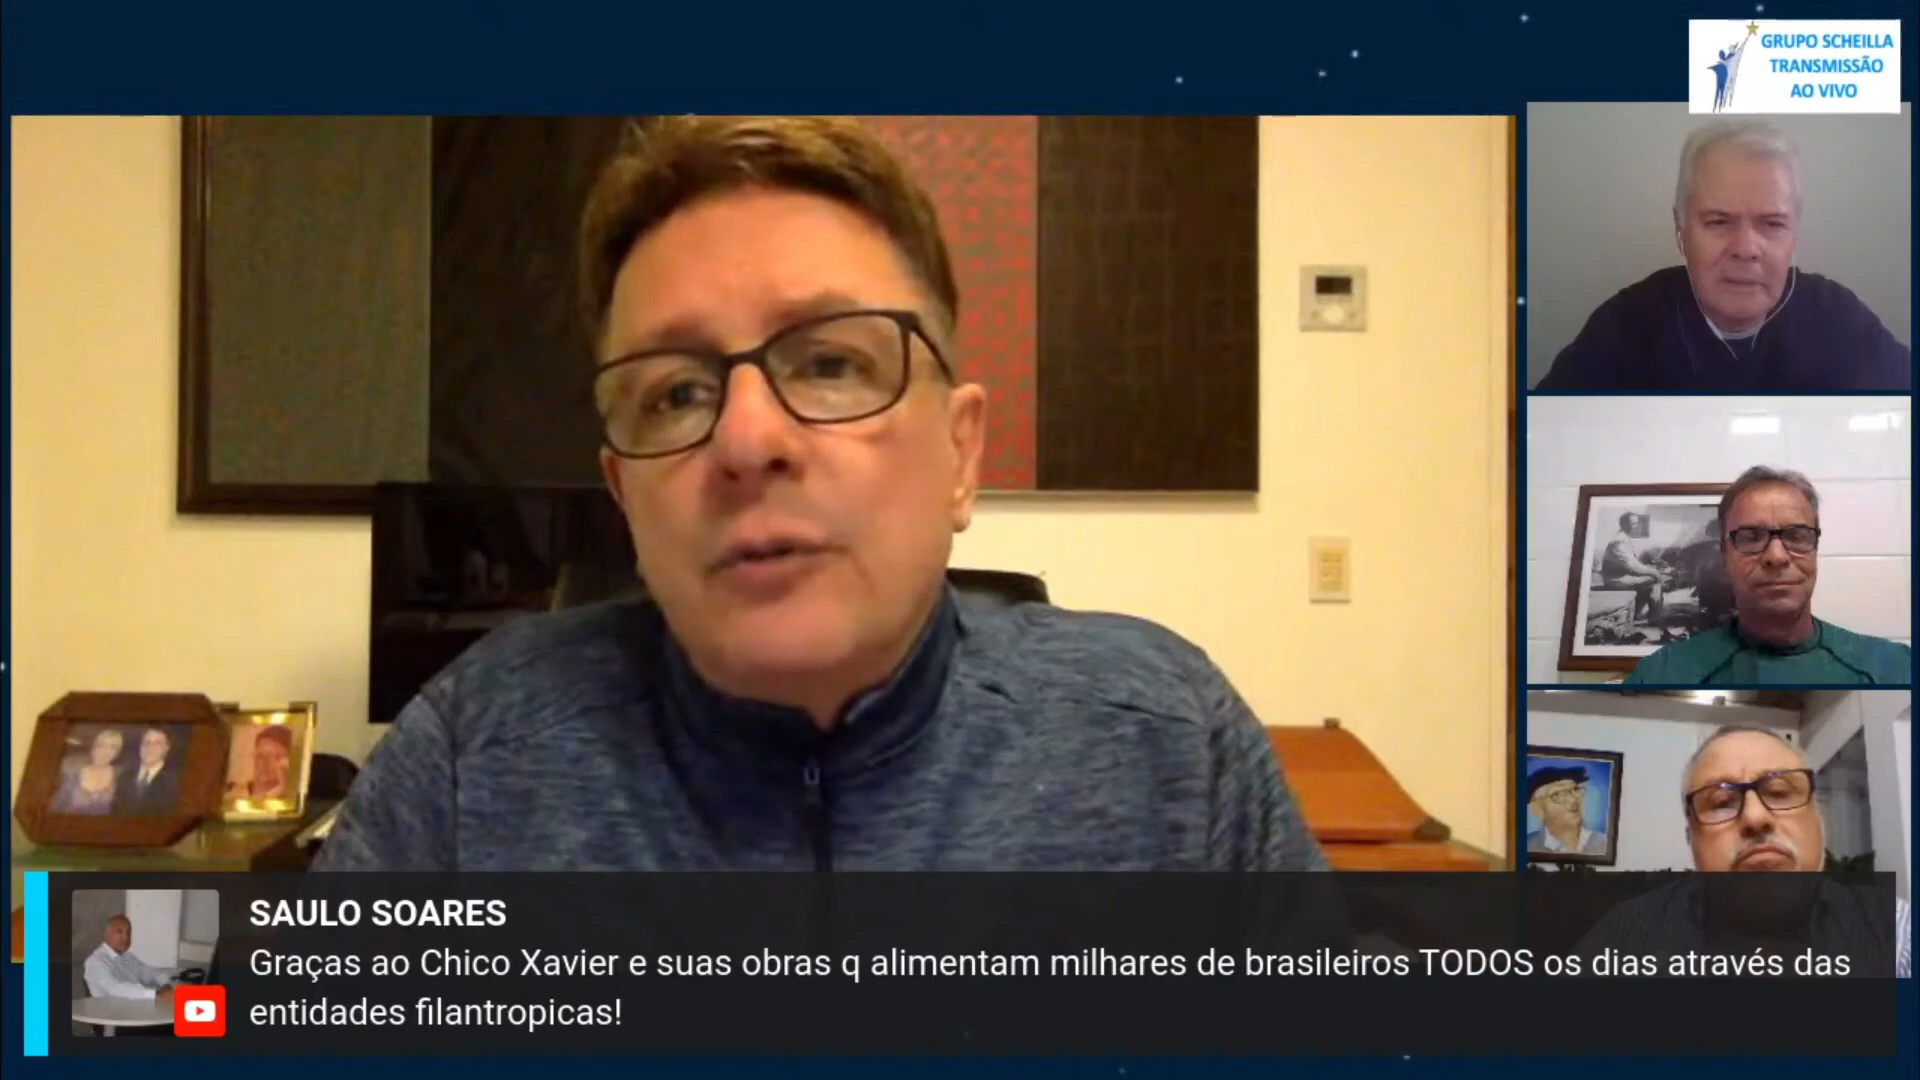 GRUPO SCHEILLA
TRANSMISSÃO
AO VIVO
SAULO SOARES
Graças ao Chico Xavier e suas obras q alimentam milhares de brasileiros TODOS os dias através das
entidades filantropicas!